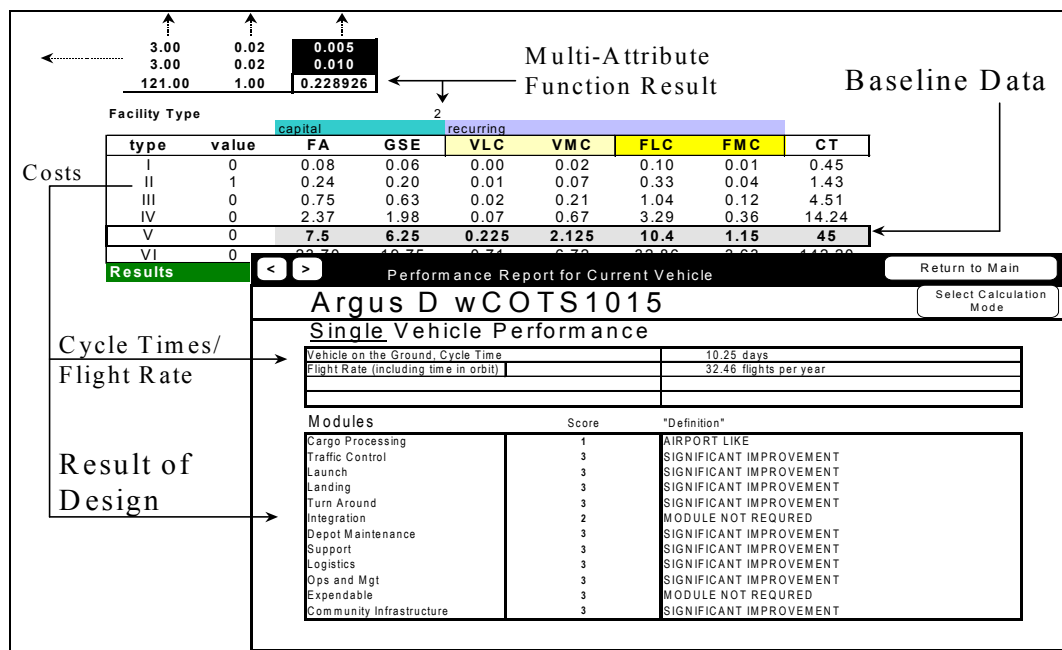 3.00 0.02 0.005
3.00 0.02 0.010
121.00 1.00 0.228926
Multi-Attribute
Function Result
Baseline Data
Facility Type 2
capital recurring
type value FA GSE VLC VMC FLC FMC CT
I 0 0.08 0.06 0.00 0.02 0.10 0.01 0.45
Costs
II 1 0.24 0.20 0.01 0.07 0.33 0.04 1.43
III 0 0.75 0.63 0.02 0.21 1.04 0.12 4.51
IV 0 2.37 1.98 0.07 0.67 3.29 0.36 14.24
V 0 7.5 6.25 0.225 2.125 10.4 1.15 45
VI 0
Results
< > Performance Report for Current Vehicle Return to Main
Argus D wCOTS1015
Select Calculation
Mode
Single Vehicle Performance
Cycle Times/
Flight Rate
Vehicle on the Ground, Cycle Time 10.25 days
Flight Rate (including time in orbit) 32.46 flights per year
Modules Score "Definition"
Cargo Processing 1 AIRPORT LIKE
Traffic Control 3 SIGNIFICANT IMPROVEMENT
Launch 3 SIGNIFICANT IMPROVEMENT
Landing 3 SIGNIFICANT IMPROVEMENT
Turn Around 3 SIGNIFICANT IMPROVEMENT
Integration 2 MODULE NOT REQURED
Depot Maintenance 3 SIGNIFICANT IMPROVEMENT
Support 3 SIGNIFICANT IMPROVEMENT
Logistics 3 SIGNIFICANT IMPROVEMENT
Ops and Mgt 3 SIGNIFICANT IMPROVEMENT
Expendable 3 MODULE NOT REQURED
Community Infrastructure 3 SIGNIFICANT IMPROVEMENT
Result of
Design